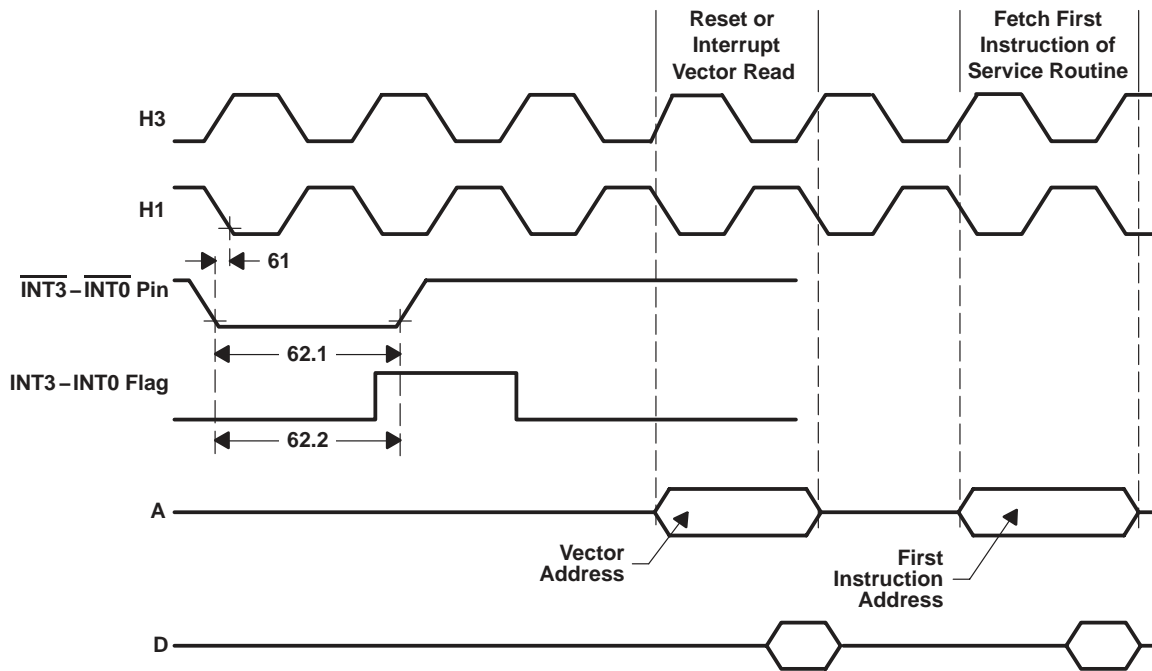 Reset or
Interrupt
Vector Read
Fetch First
Instruction of
Service Routine
H3
H1
61
INT3–INT0 Pin
62.1
INT3–INT0 Flag
62.2
A
Vector
Address
First
Instruction
Address
D